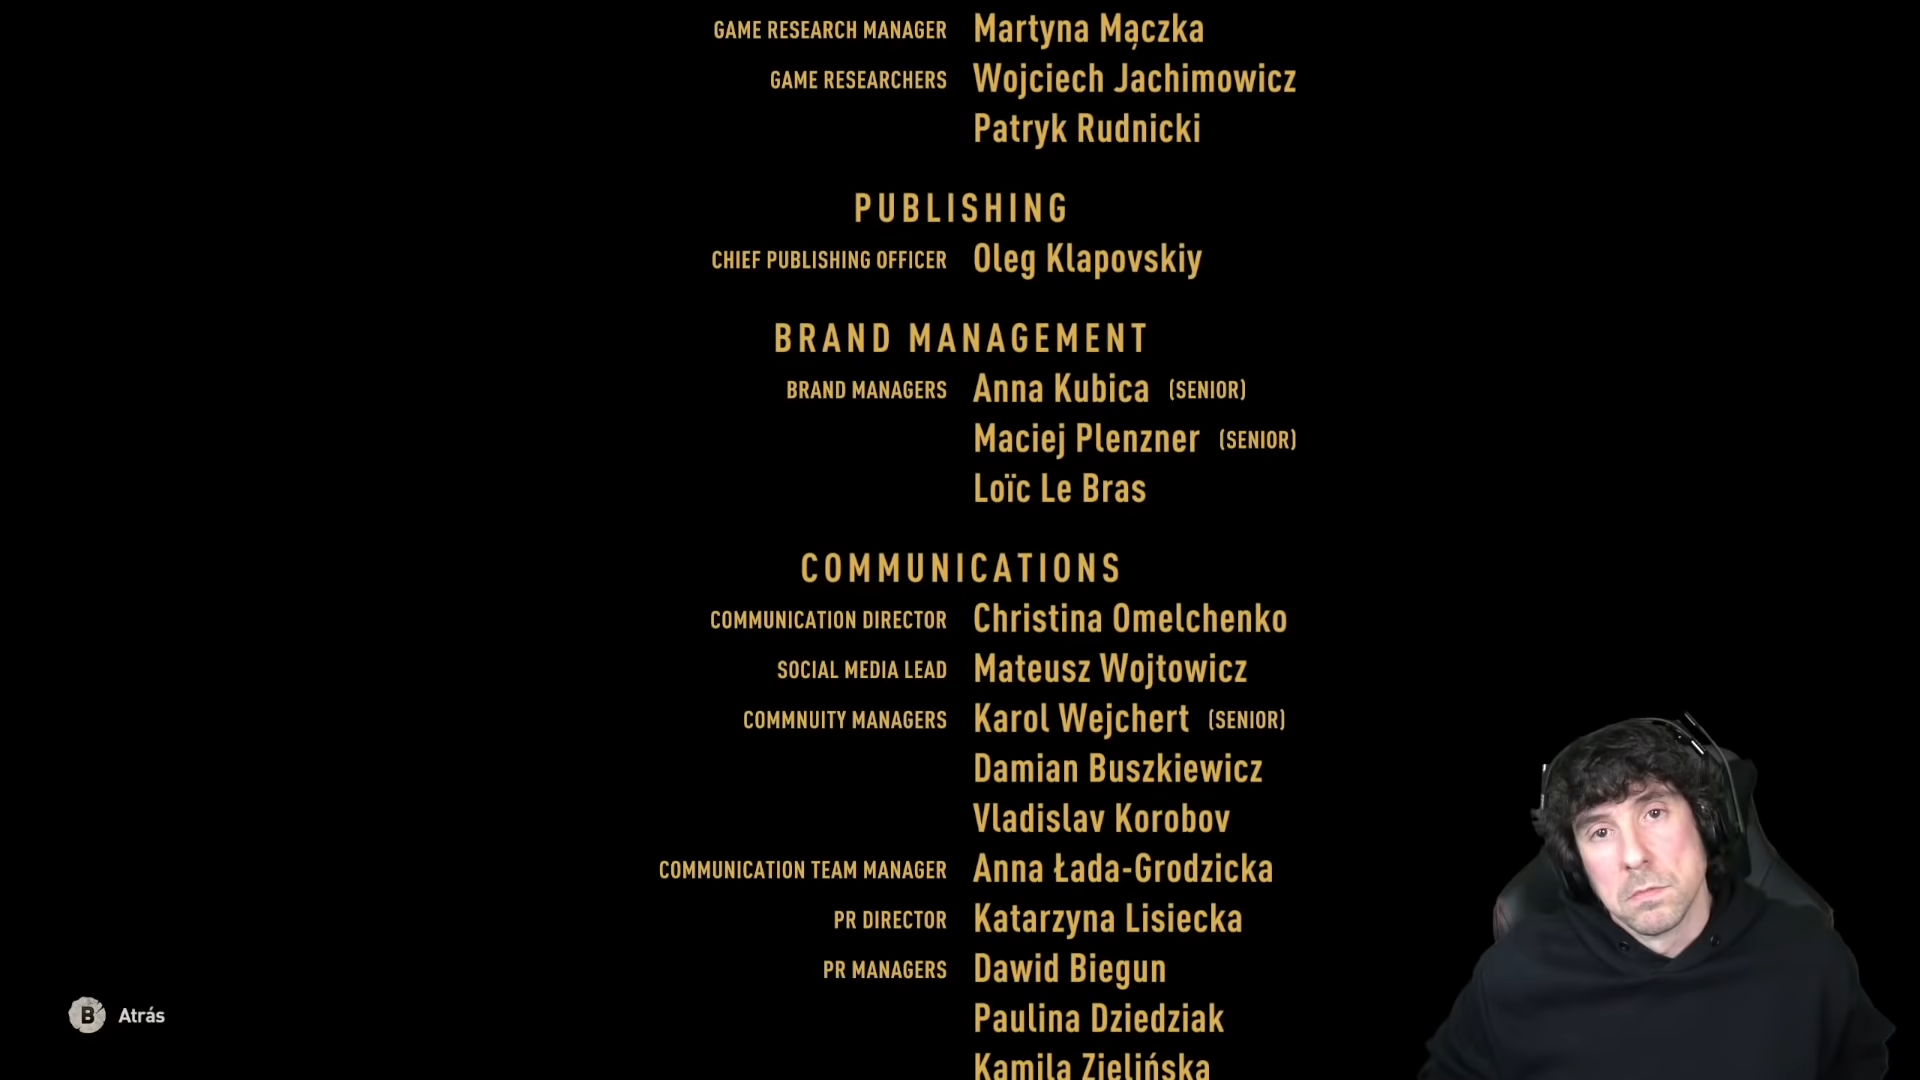 GAME RESEARCH MANAGER Martyna Mączka
GAME RESEARCHERS Wojciech Jachimowicz
Patryk Rudnicki
PUBLISHING
CHIEF PUBLISHING OFFICER Oleg Klapovskiy
BRAND MANAGEMENT
BRAND MANAGERS Anna Kubica (SENIOR)
Maciej Plenzner (SENIOR)
Loïc Le Bras
COMMUNICATIONS
COMMUNICATION DIRECTOR Christina Omelchenko
SOCIAL MEDIA LEAD Mateusz Wojtowicz
COMMNUITY MANAGERS Karol Wejchert (SENIOR)
Damian Buszkiewicz
Vladislav Korobov
COMMUNICATION TEAM MANAGER Anna Łada-Grodzicka
PR DIRECTOR Katarzyna Lisiecka
PR MANAGERS Dawid Biegun
Paulina Dziedziak
Kamila Zielińska
B Atrás